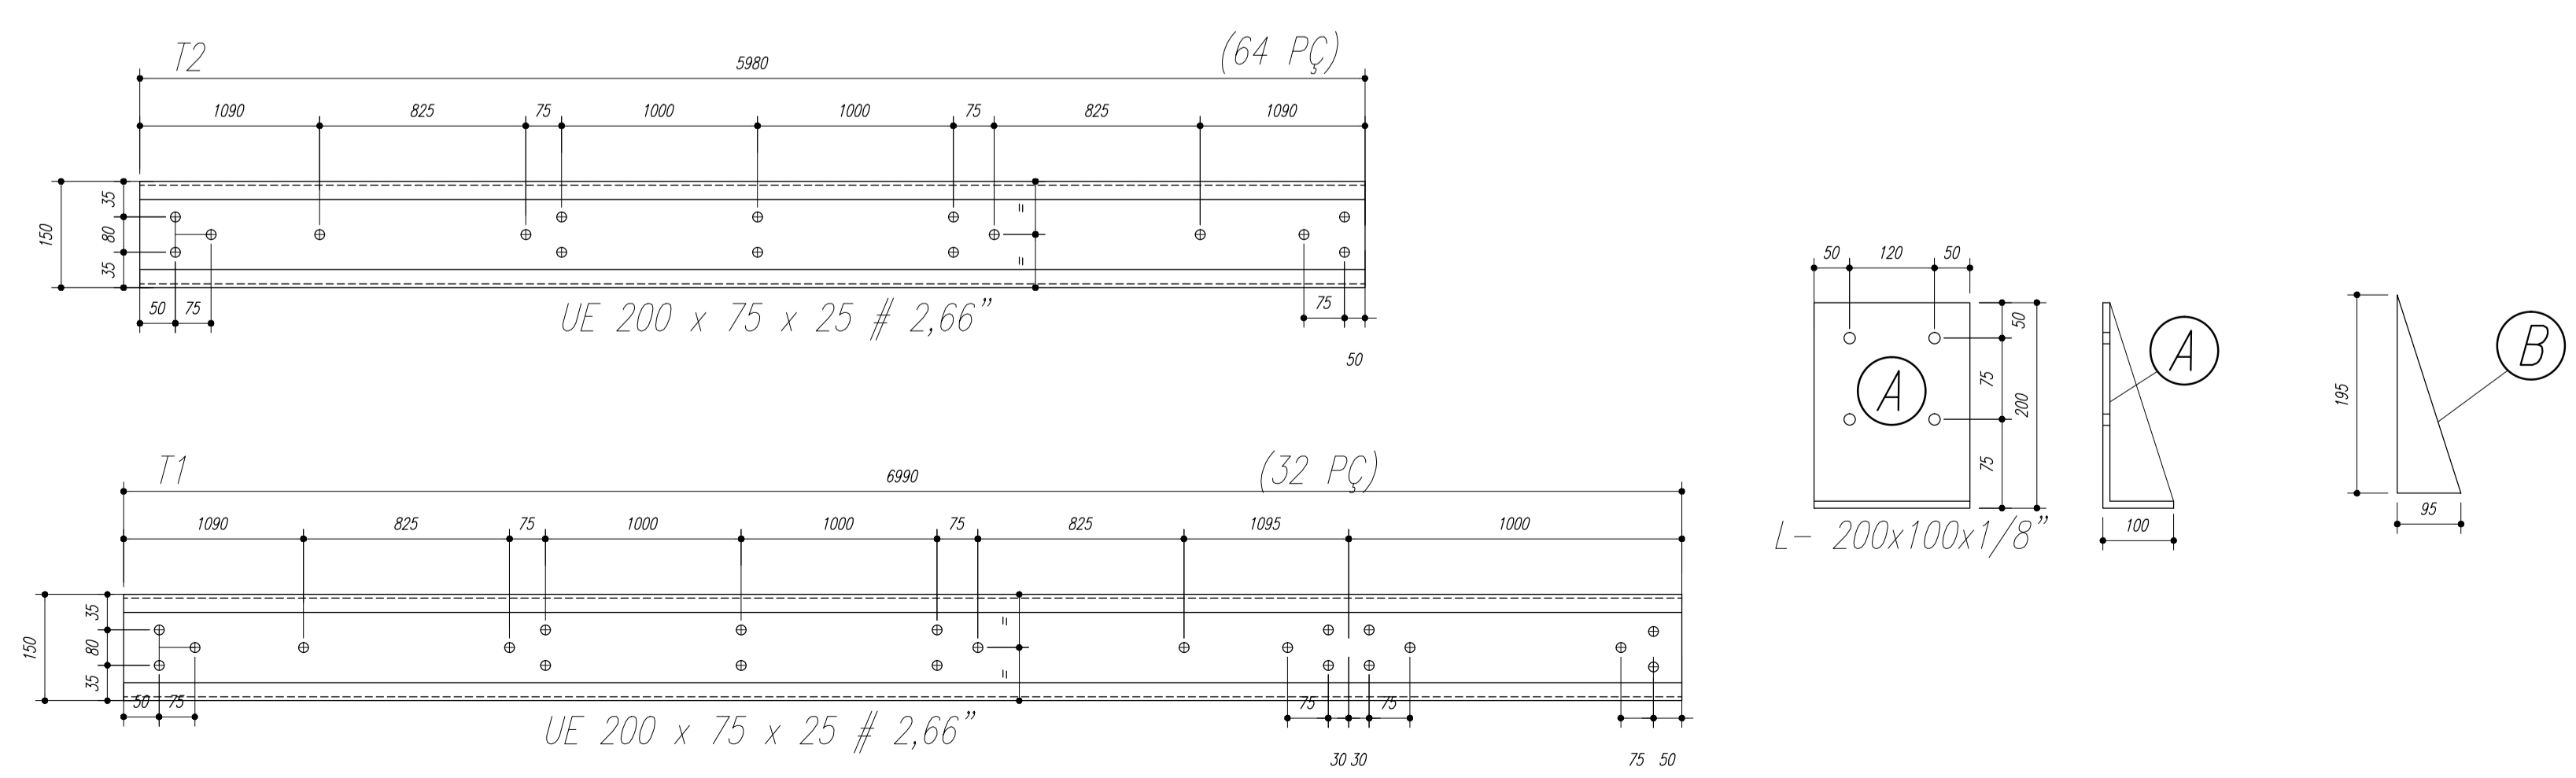 T2
(64 PÇ)
5980
1090 825 75 1000 1000 75 825 1090
150
35
80
35
=
=
50 75
75
50
UE 200 x 75 x 25 # 2,66”
T1
(32 PÇ)
6990
1090 825 75 1000 1000 75 825 1095 1000
150
35
80
35
=
=
50 75
75 75
30 30
75 50
UE 200 x 75 x 25 # 2,66”
50 120 50
50
75
75
200
A
L- 200x100x1/8”
A
100
195
B
95